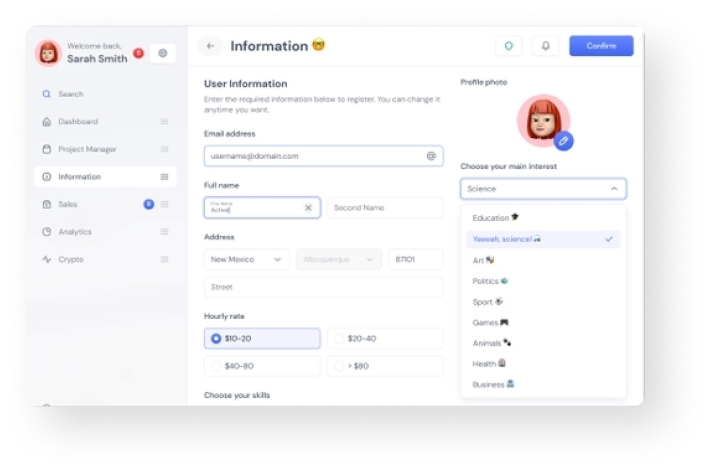 Welcome back,
Sarah Smith
Search
Dashboard
Project Manager
Information
Sales
Analytics
Crypto
Information 🤓
Confirm
User Information
Enter the required information below to register. You can change it
anytime you want.
Email address
username@domain.com @
Full name
First Name
Active
Second Name
Address
New Mexico
Albuquerque
87101
Street
Hourly rate
$10-20
$20-40
$40-80
> $80
Choose your skills
Profile photo
Choose your main interest
Science
Education 🎓
Yeeeah, science!
Art
Politics
Sport
Games 🎮
Animals 🐾
Health 🏥
Business